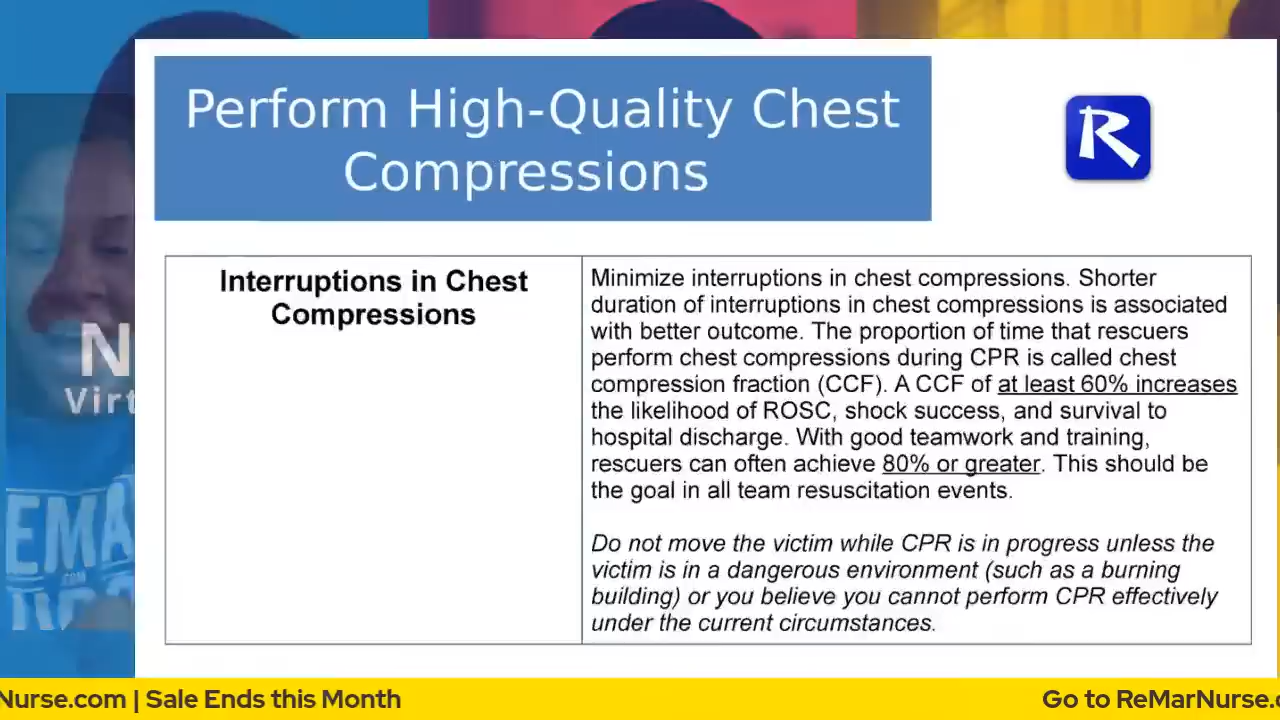 Perform High-Quality Chest
Compressions
R
Interruptions in Chest
Compressions
Minimize interruptions in chest compressions. Shorter
duration of interruptions in chest compressions is associated
with better outcome. The proportion of time that rescuers
perform chest compressions during CPR is called chest
compression fraction (CCF). A CCF of at least 60% increases
the likelihood of ROSC, shock success, and survival to
hospital discharge. With good teamwork and training,
rescuers can often achieve 80% or greater. This should be
the goal in all team resuscitation events.
Do not move the victim while CPR is in progress unless the
victim is in a dangerous environment (such as a burning
building) or you believe you cannot perform CPR effectively
under the current circumstances.
N
Virt
EMA
Nurse.com | Sale Ends this Month
Go to ReMarNurse.c